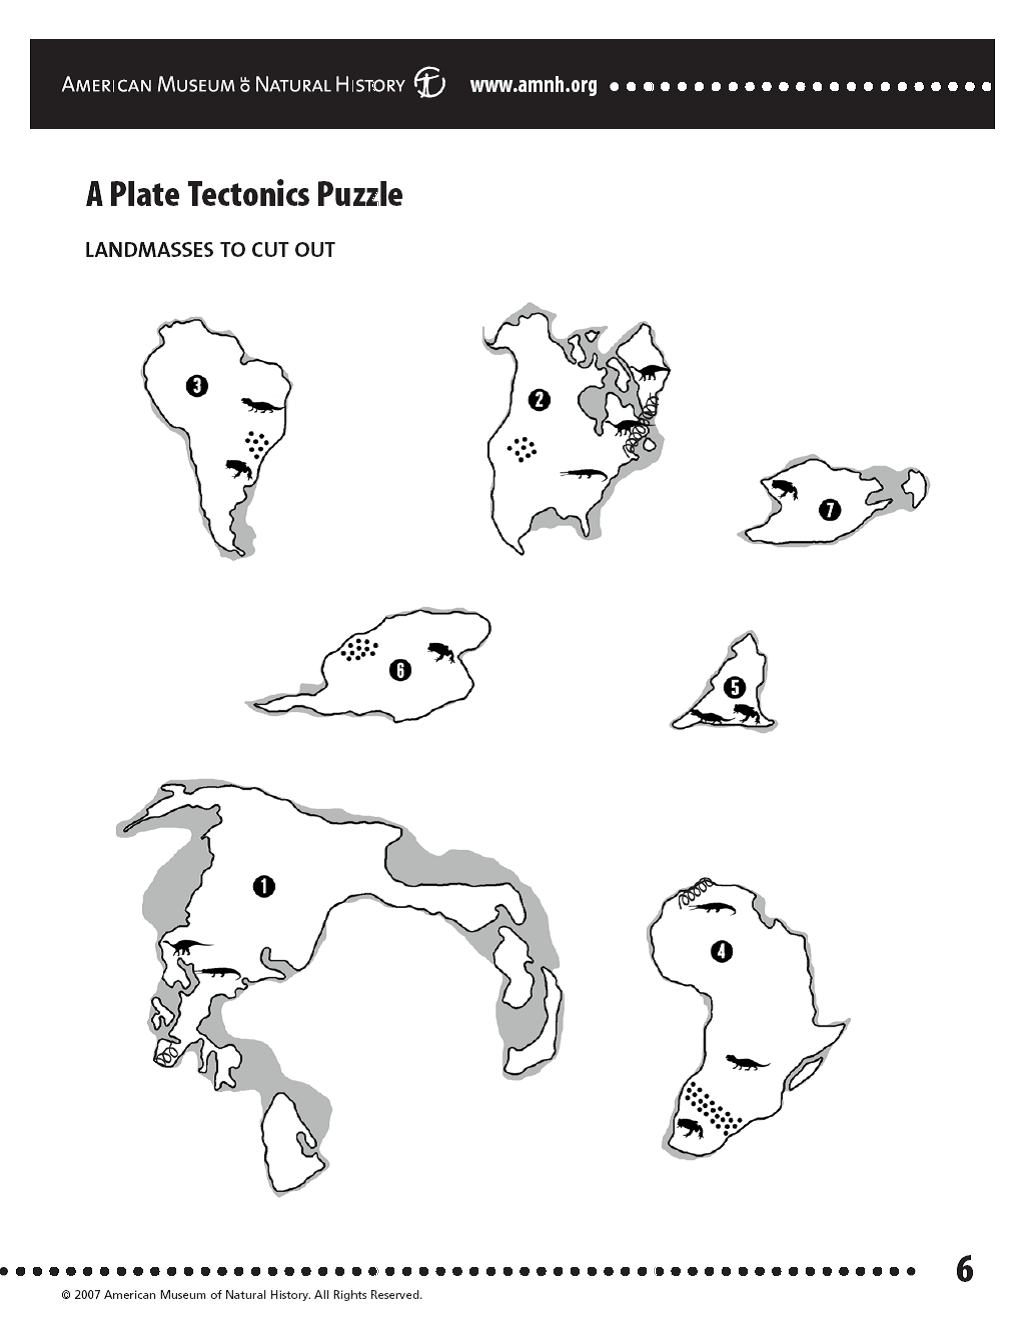 AMERICAN MUSEUM OF NATURAL HISTORY www.amnh.org
A Plate Tectonics Puzzle
LANDMASSES TO CUT OUT
3
2
7
6
5
1
4
6
© 2007 American Museum of Natural History. All Rights Reserved.